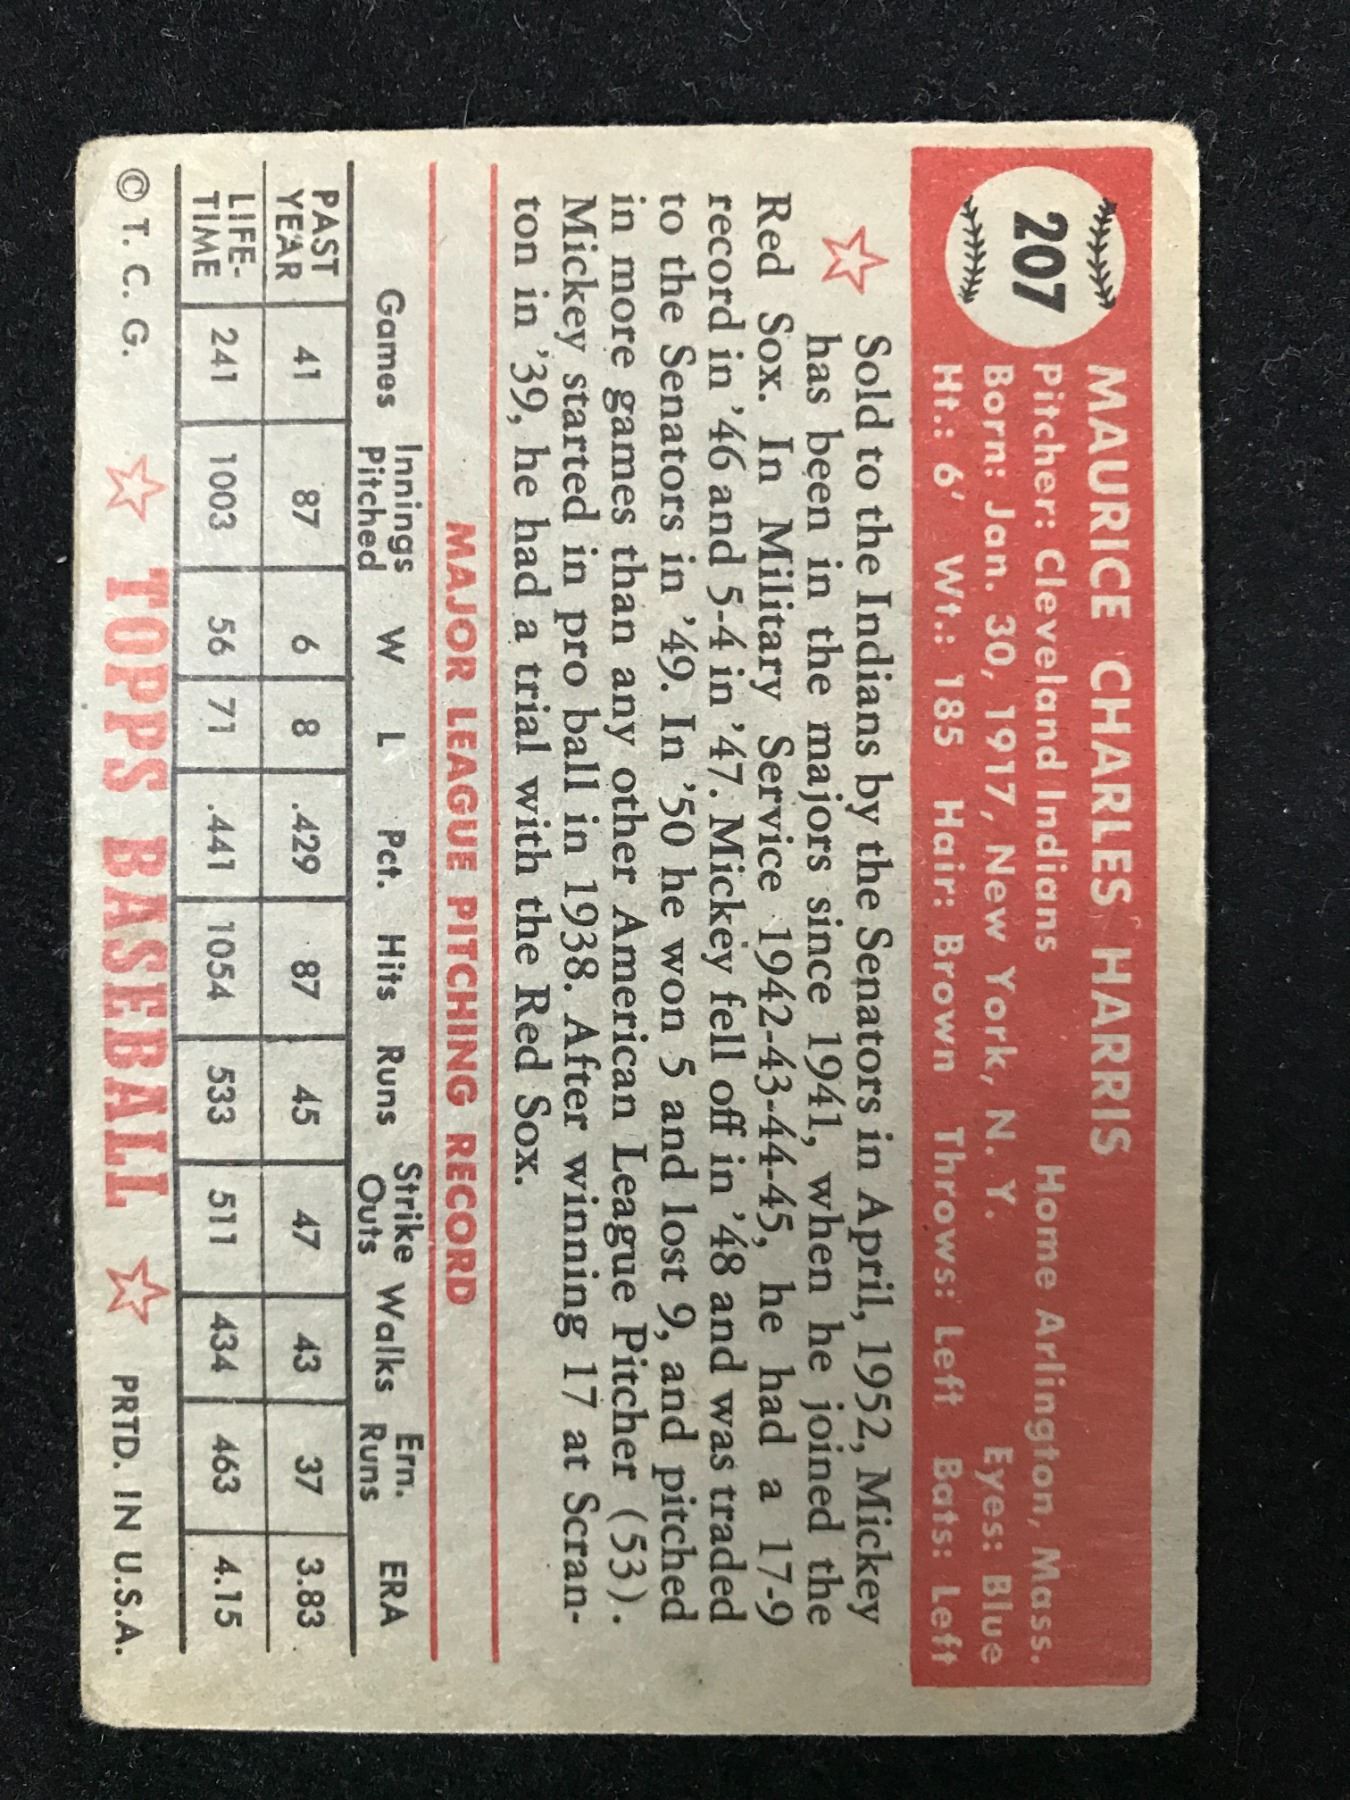 207
MAURICE CHARLES HARRIS
Pitcher: Cleveland Indians Home Arlington, Mass.
Born: Jan. 30, 1917, New York, N. Y. Eyes: Blue
Ht.: 6' Wt.: 185 Hair: Brown Throws: Left Bats: Left
Sold to the Indians by the Senators in April, 1952, Mickey
has been in the majors since 1941, when he joined the
Red Sox. In Military Service 1942-43-44-45, he had a 17-9
record in '46 and 5-4 in '47. Mickey fell off in '48 and was traded
to the Senators in '49. In '50 he won 5 and lost 9, and pitched
in more games than any other American League Pitcher (53).
Mickey started in pro ball in 1938. After winning 17 at Scran-
ton in '39, he had a trial with the Red Sox.
MAJOR LEAGUE PITCHING RECORD
Games Innings Pitched W L Pct. Hits Runs Strike Outs Walks Ern. Runs ERA
PAST YEAR 41 87 6 8 .429 87 45 47 43 37 3.83
LIFE-TIME 241 1003 56 71 .441 1054 533 511 434 463 4.15
© T. C. G. TOPPS BASEBALL PRTD. IN U.S.A.